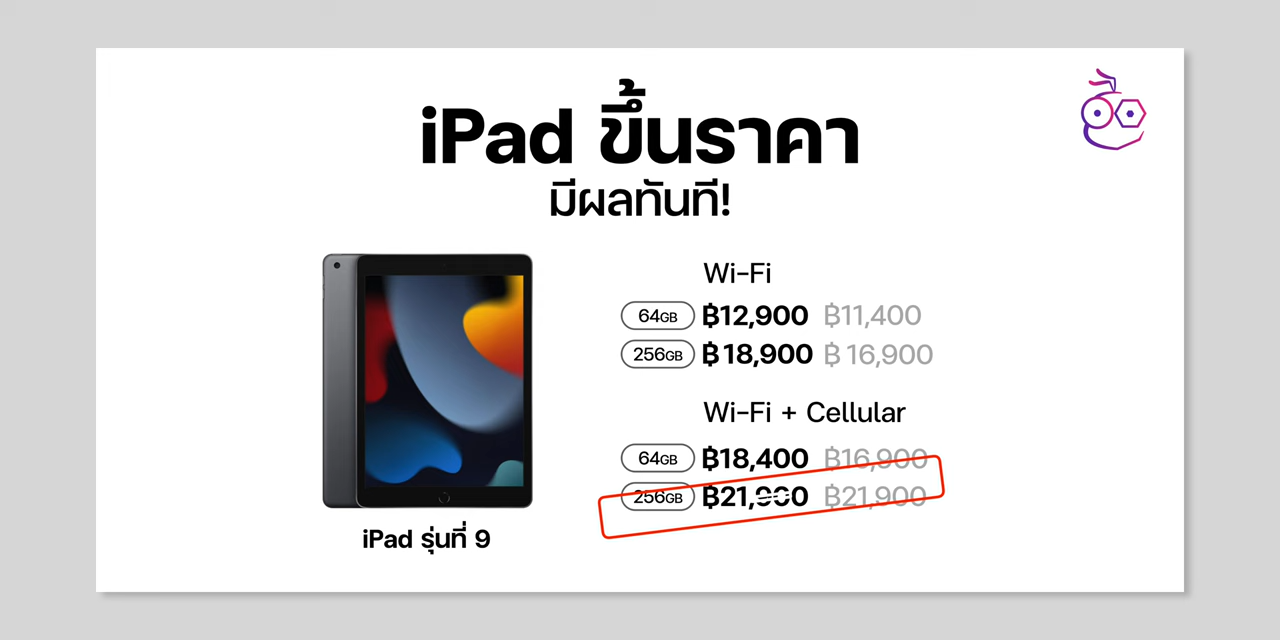 iPad ขึ้นราคา
มีผลทันที!
Wi-Fi
64GB ฿12,900 ฿11,400
256GB ฿18,900 ฿16,900
Wi-Fi + Cellular
64GB ฿18,400 ฿16,900
256GB ฿21,900 ฿21,900
iPad รุ่นที่ 9